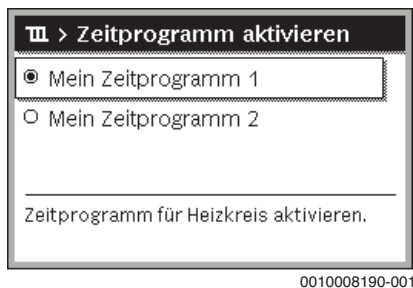 > Zeitprogramm aktivieren
Mein Zeitprogramm 1
Mein Zeitprogramm 2
Zeitprogramm für Heizkreis aktivieren.
0010008190-001